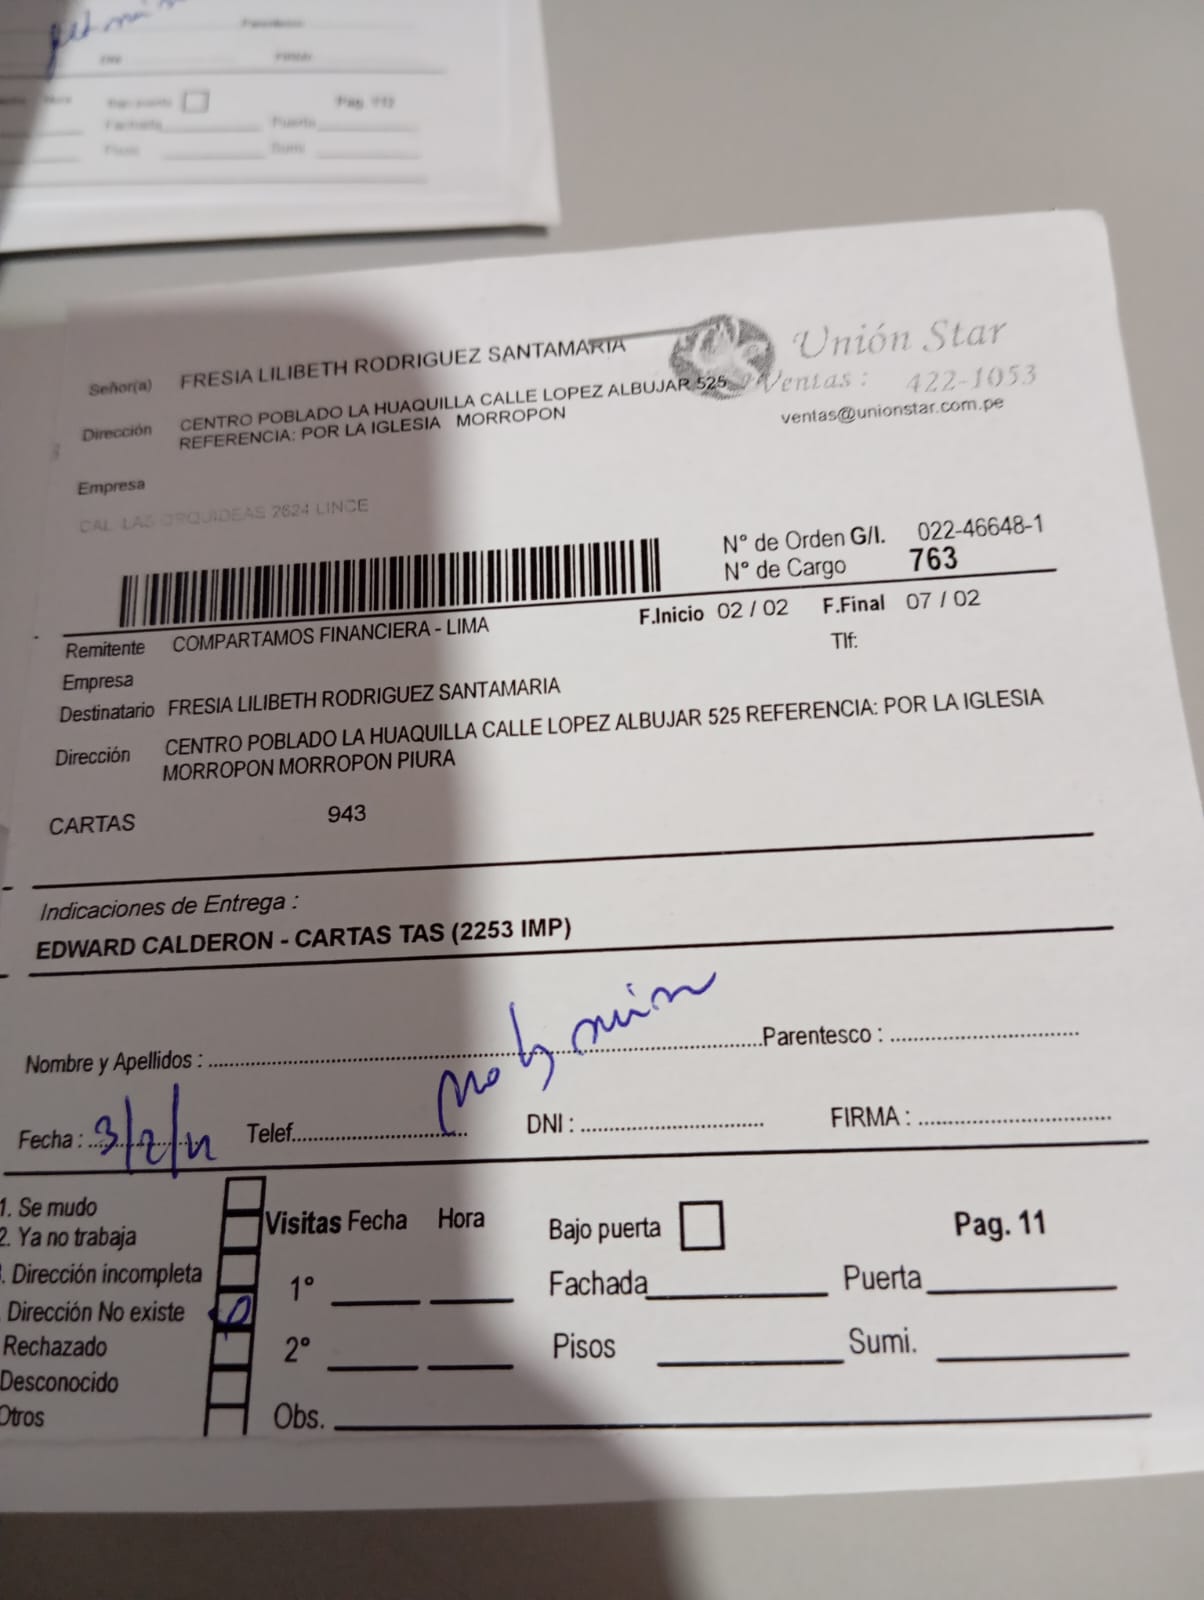 Pag. 112
Fachada
Puerta
Pisos
Sumi.
Unión Star
Ventas: 422-1053
ventas@unionstar.com.pe
Señor(a) FRESIA LILIBETH RODRIGUEZ SANTAMARIA
Dirección CENTRO POBLADO LA HUAQUILLA CALLE LOPEZ ALBUJAR 525
REFERENCIA: POR LA IGLESIA MORROPON
Empresa
CAL. LAS ORQUIDEAS 2624 LINCE
N° de Orden G/I. 022-46648-1
N° de Cargo 763
F.Inicio 02 / 02 F.Final 07 / 02
Remitente COMPARTAMOS FINANCIERA - LIMA
Tlf:
Empresa
Destinatario FRESIA LILIBETH RODRIGUEZ SANTAMARIA
Dirección CENTRO POBLADO LA HUAQUILLA CALLE LOPEZ ALBUJAR 525 REFERENCIA: POR LA IGLESIA
MORROPON MORROPON PIURA
CARTAS 943
Indicaciones de Entrega :
EDWARD CALDERON - CARTAS TAS (2253 IMP)
Nombre y Apellidos : Parentesco :
Fecha : 3/2/ Telef. DNI : FIRMA :
1. Se mudo
2. Ya no trabaja
. Dirección incompleta
. Dirección No existe
Rechazado
Desconocido
Otros
Visitas Fecha Hora
1°
2°
Obs.
Bajo puerta
Pag. 11
Fachada Puerta
Pisos Sumi.